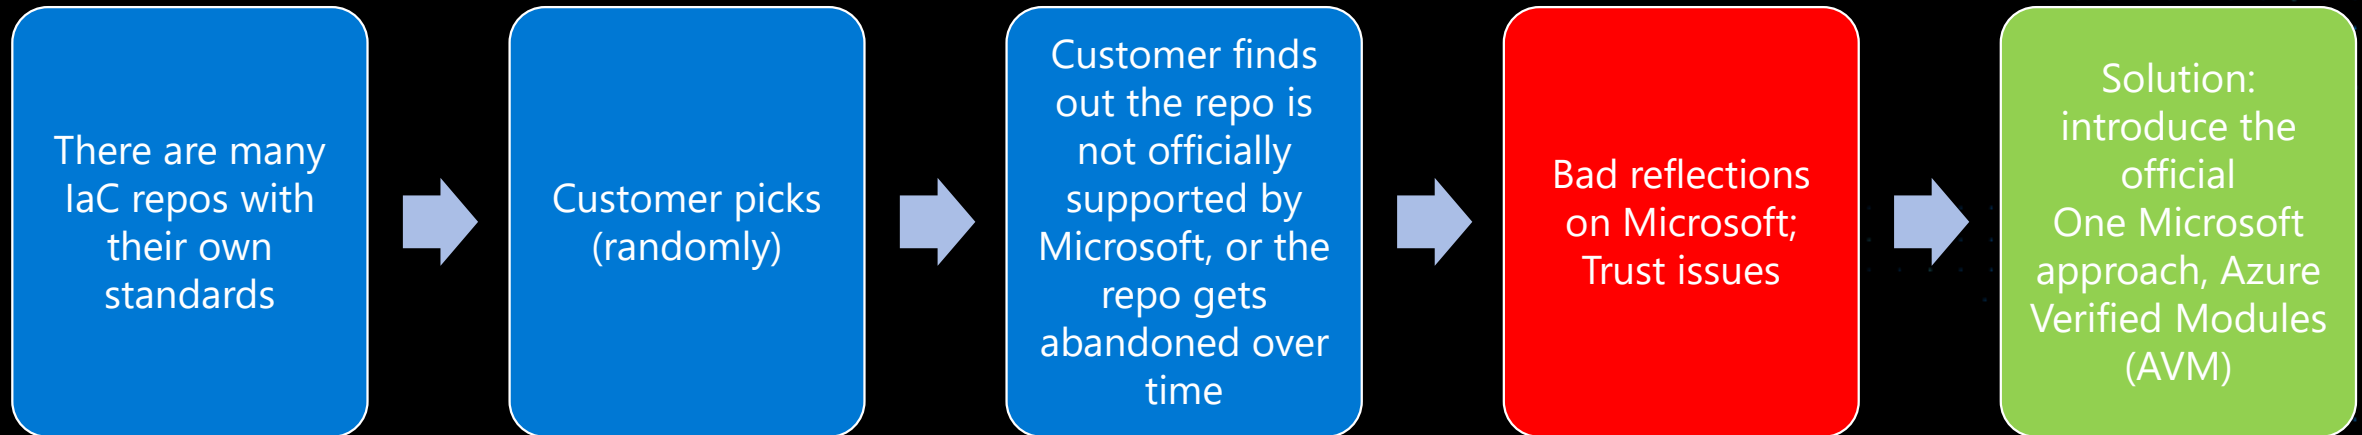 There are many
IaC repos with
their own
standards
Customer picks
(randomly)
Customer finds
out the repo is
not officially
supported by
Microsoft, or the
repo gets
abandoned over
time
Bad reflections
on Microsoft;
Trust issues
Solution:
introduce the
official
One Microsoft
approach, Azure
Verified Modules
(AVM)